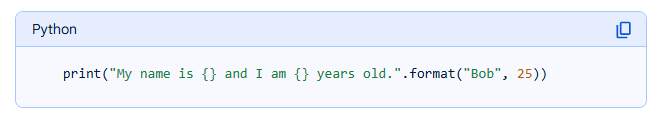 Python
print("My name is {} and I am {} years old.".format("Bob", 25))